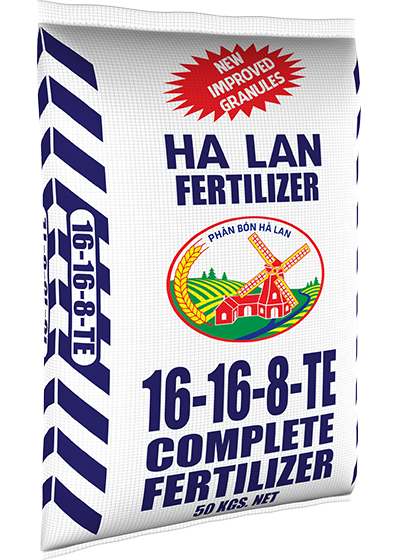 NEW
IMPROVED
GRANULES
HA LAN
FERTILIZER
PHÂN BÓN HÀ LAN
16-16-8-TE
COMPLETE
FERTILIZER
50 KGS. NET
16-16-8-TE